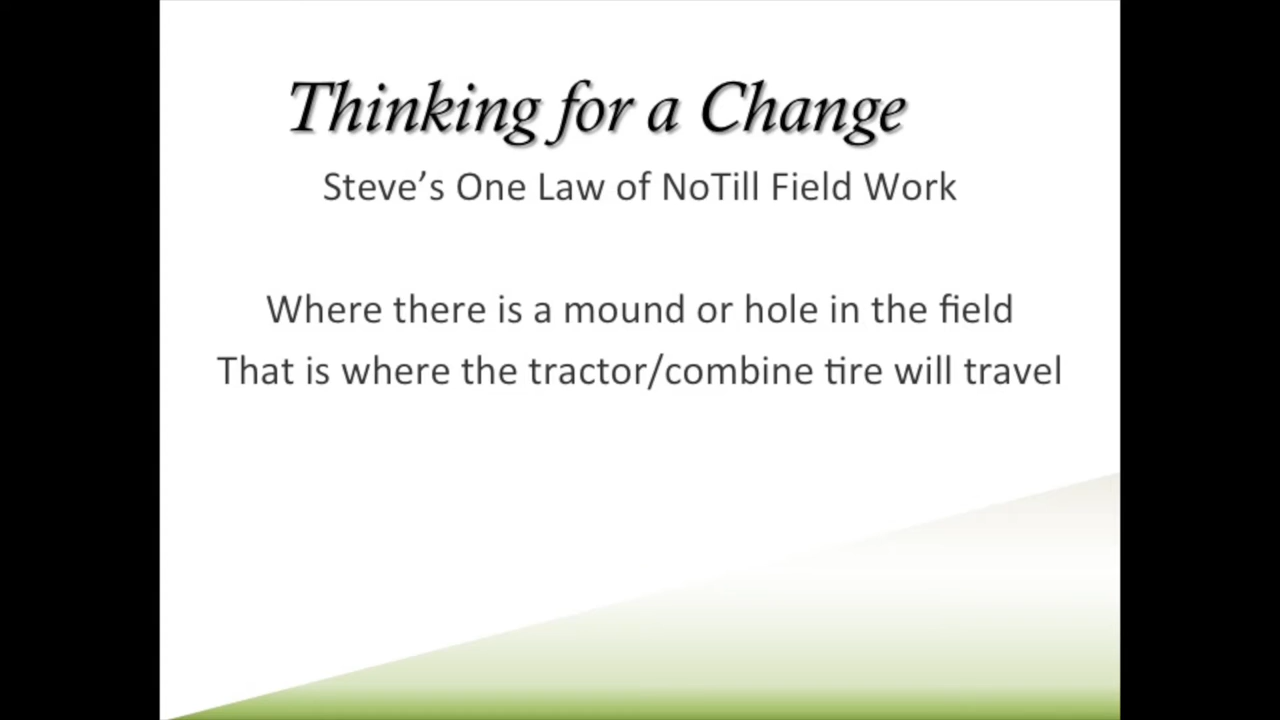 Thinking for a Change
Steve’s One Law of NoTill Field Work
Where there is a mound or hole in the field
That is where the tractor/combine tire will travel